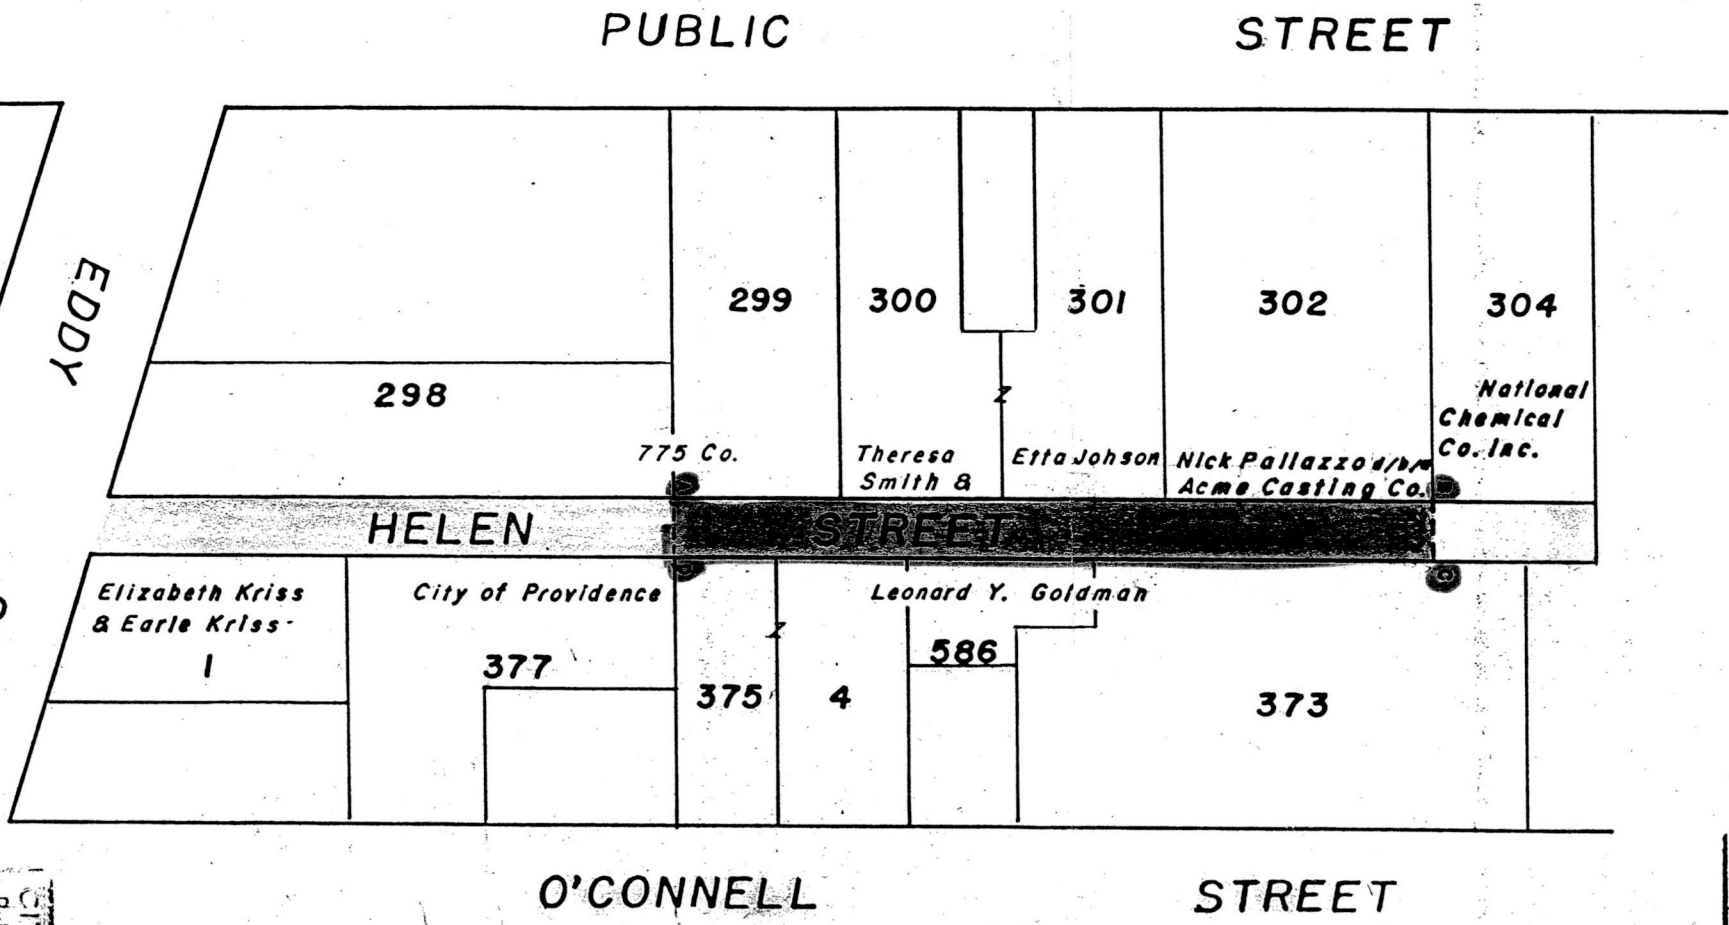 PUBLIC STREET
EDDY
299
300
301
302
304
298
National
Chemical
Co. Inc.
775 Co.
Theresa
Smith &
Etta Johson
Nick Pallazzo d/b/a
Acme Casting Co.
HELEN STREET
Elizabeth Kriss
& Earle Kriss
1
City of Providence
377
Leonard Y. Goldman
586
375
4
373
O'CONNELL STREET